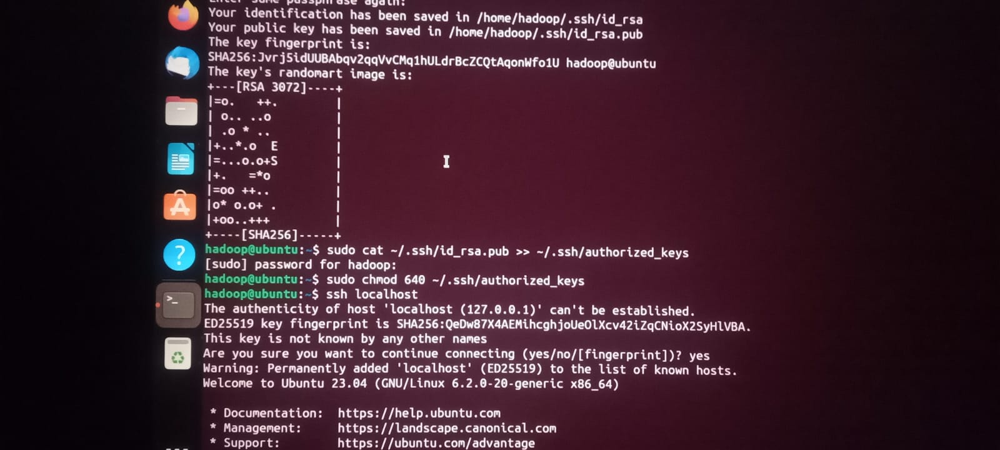 Enter same passphrase again:
Your identification has been saved in /home/hadoop/.ssh/id_rsa
Your public key has been saved in /home/hadoop/.ssh/id_rsa.pub
The key fingerprint is:
SHA256:Jvrj5idUUBAbqv2qqVvCMq1hULdrBcZCQtAqonWfo1U hadoop@ubuntu
The key's randomart image is:
+---[RSA 3072]----+
|=o.   ++.        |
| o.. ..o         |
| .o * ..         |
|+..*.o  E        |
|=...o.o+S        |
|+.   =*o         |
|=oo ++..         |
|o* o.o+ .        |
|+oo..+++         |
+----[SHA256]-----+
hadoop@ubuntu:~$ sudo cat ~/.ssh/id_rsa.pub >> ~/.ssh/authorized_keys
[sudo] password for hadoop:
hadoop@ubuntu:~$ sudo chmod 640 ~/.ssh/authorized_keys
hadoop@ubuntu:~$ ssh localhost
The authenticity of host 'localhost (127.0.0.1)' can't be established.
ED25519 key fingerprint is SHA256:QeDw87X4AEMihcghjoUeOlXcv42iZqCNioX2SyHlVBA.
This key is not known by any other names
Are you sure you want to continue connecting (yes/no/[fingerprint])? yes
Warning: Permanently added 'localhost' (ED25519) to the list of known hosts.
Welcome to Ubuntu 23.04 (GNU/Linux 6.2.0-20-generic x86_64)
* Documentation:  https://help.ubuntu.com
* Management:     https://landscape.canonical.com
* Support:        https://ubuntu.com/advantage